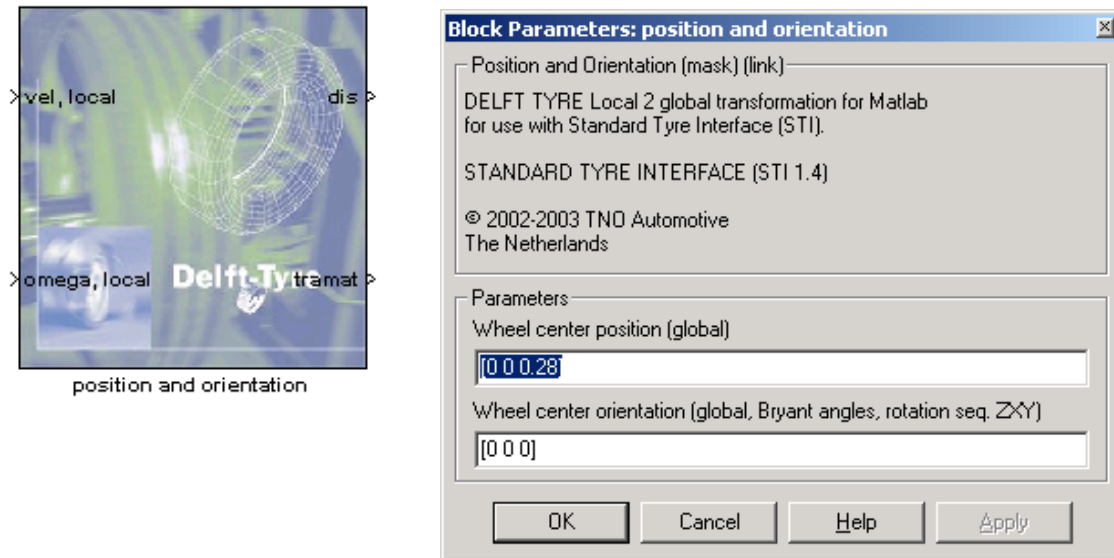 vel, local
dis
omega, local
Delft-Tyre
tramat
position and orientation
Block Parameters: position and orientation
Position and Orientation (mask) (link)
DELFT TYRE Local 2 global transformation for Matlab
for use with Standard Tyre Interface (STI).
STANDARD TYRE INTERFACE (STI 1.4)
© 2002-2003 TNO Automotive
The Netherlands
Parameters
Wheel center position (global)
[0 0 0.28]
Wheel center orientation (global, Bryant angles, rotation seq. ZXY)
[0 0 0]
OK
Cancel
Help
Apply